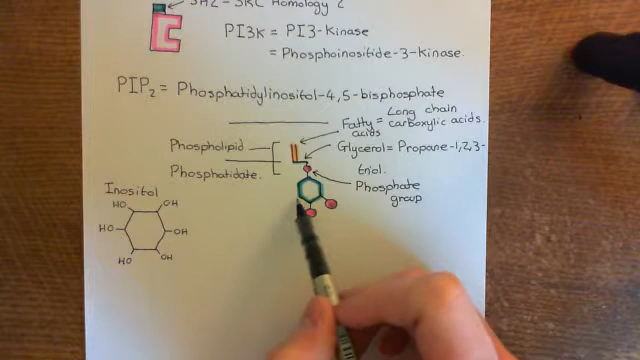 SH2 = SRC Homology 2
PI3K = PI3-Kinase
= Phosphoinositide-3-Kinase.
PIP2 = Phosphatidylinositol-4,5-bisphosphate
Fatty acids = Long chain carboxylic acids.
Phospholipid
Glycerol = Propane-1,2,3-triol.
Phosphatidate.
Phosphate group
Inositol
HO OH
HO OH
HO OH